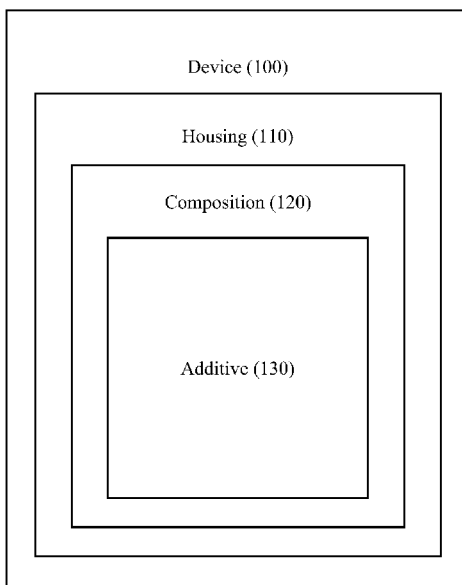 Device (100)
Housing (110)
Composition (120)
Additive (130)